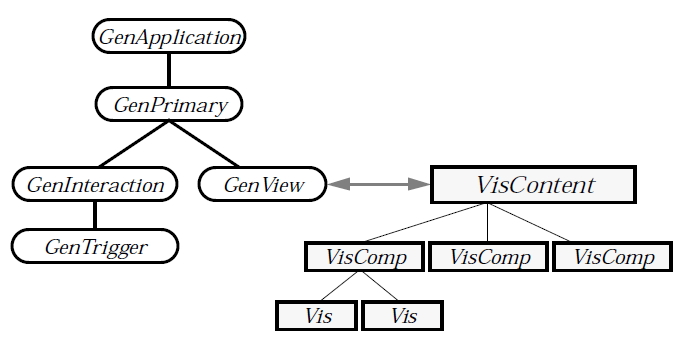 GenApplication
GenPrimary
GenInteraction
GenView
VisContent
GenTrigger
VisComp
VisComp
VisComp
Vis
Vis